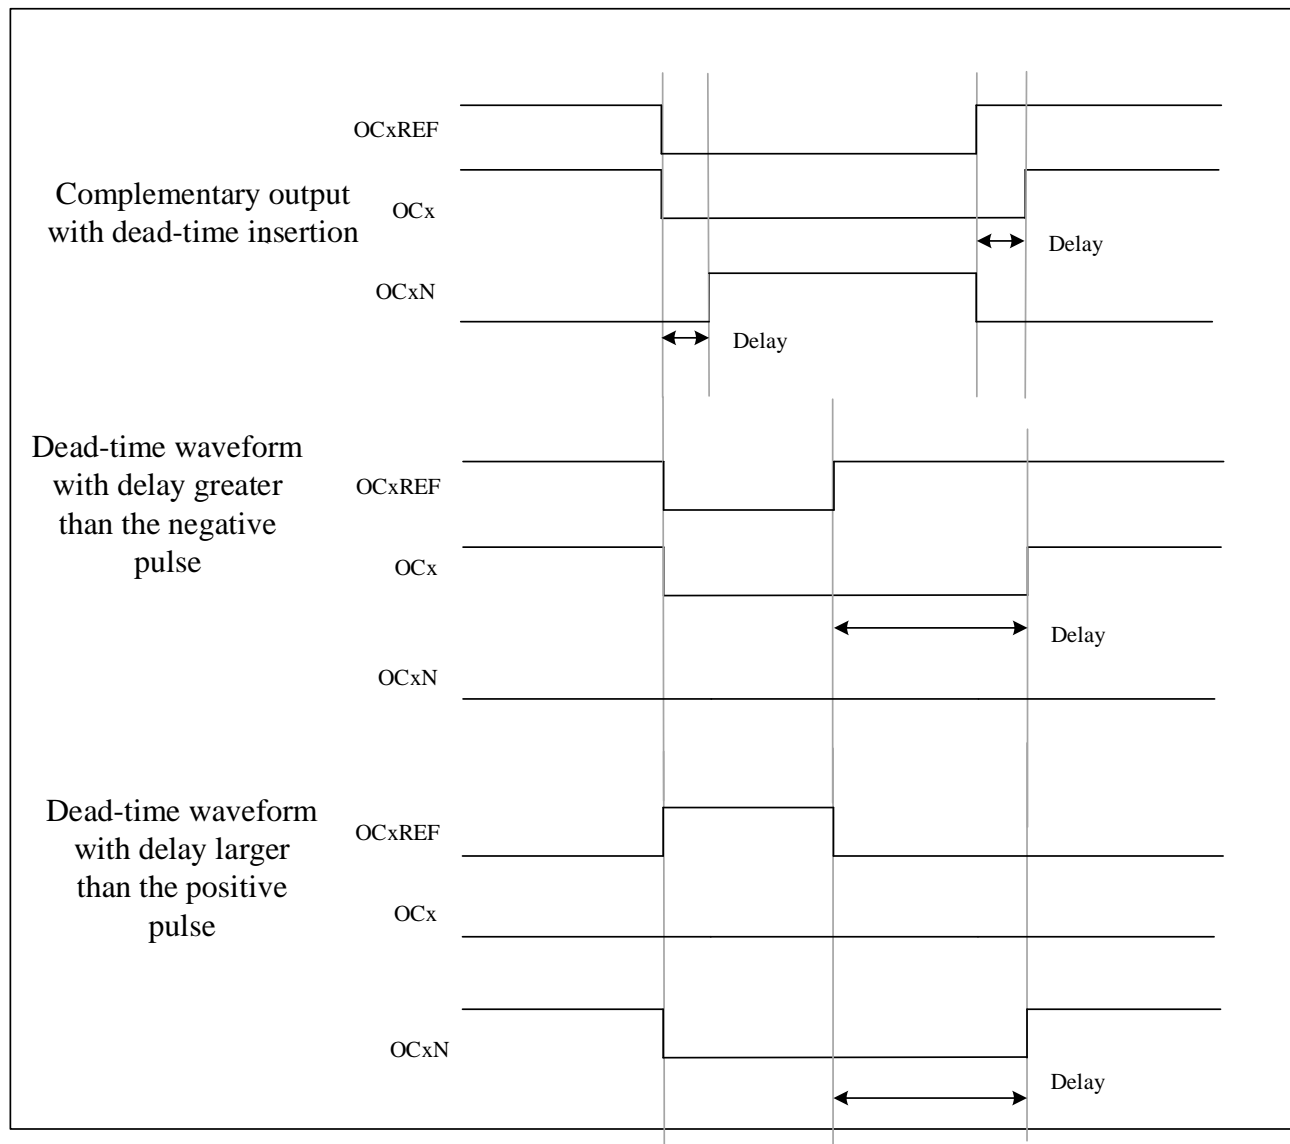 OCxREF
Complementary output
with dead-time insertion
OCx
Delay
OCxN
Delay
Dead-time waveform
with delay greater
than the negative
pulse
OCxREF
OCx
Delay
OCxN
Dead-time waveform
with delay larger
than the positive
pulse
OCxREF
OCx
OCxN
Delay